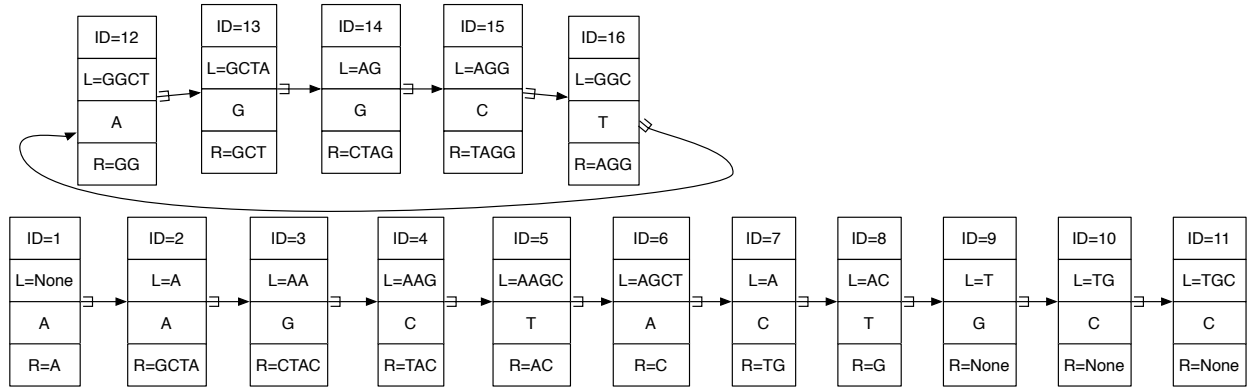 ID=12
L=GGCT
A
R=GG
ID=13
L=GCTA
G
R=GCT
ID=14
L=AG
G
R=CTAG
ID=15
L=AGG
C
R=TAGG
ID=16
L=GGC
T
R=AGG
ID=1
L=None
A
R=A
ID=2
L=A
A
R=GCTA
ID=3
L=AA
G
R=CTAC
ID=4
L=AAG
C
R=TAC
ID=5
L=AAGC
T
R=AC
ID=6
L=AGCT
A
R=C
ID=7
L=A
C
R=TG
ID=8
L=AC
T
R=G
ID=9
L=T
G
R=None
ID=10
L=TG
C
R=None
ID=11
L=TGC
C
R=None